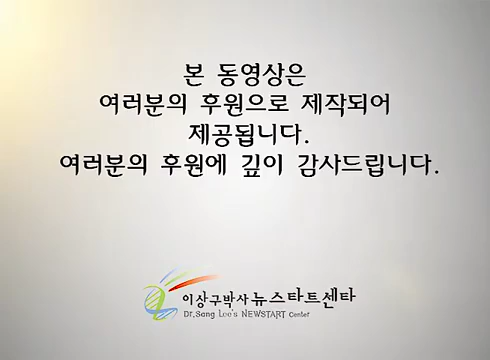 본 동영상은
여러분의 후원으로 제작되어
제공됩니다.
여러분의 후원에 깊이 감사드립니다.
이상구박사 뉴스타트센타
Dr.Sang Lee's NEWSTART Center